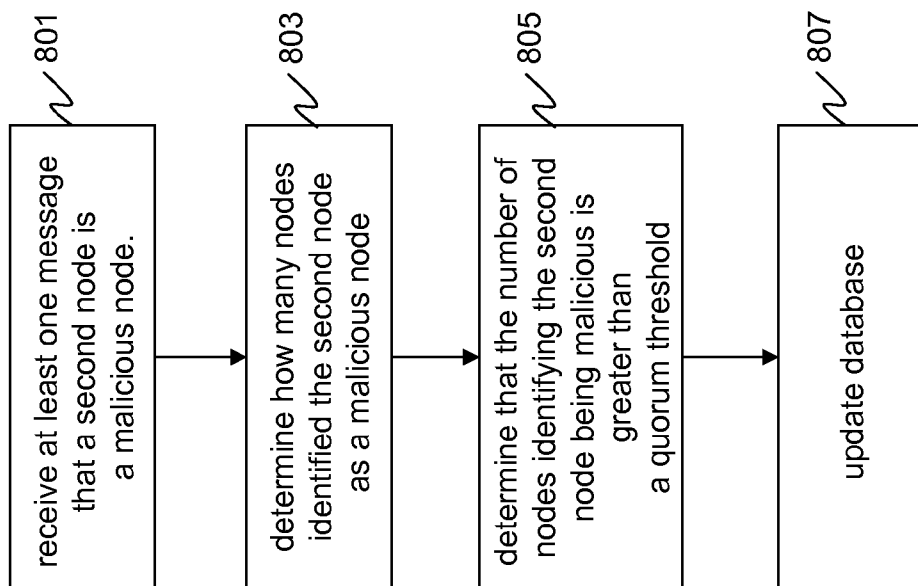 receive at least one message
that a second node is
a malicious node.
801
determine how many nodes
identified the second node
as a malicious node
803
determine that the number of
nodes identifying the second
node being malicious is
greater than
a quorum threshold
805
update database
807